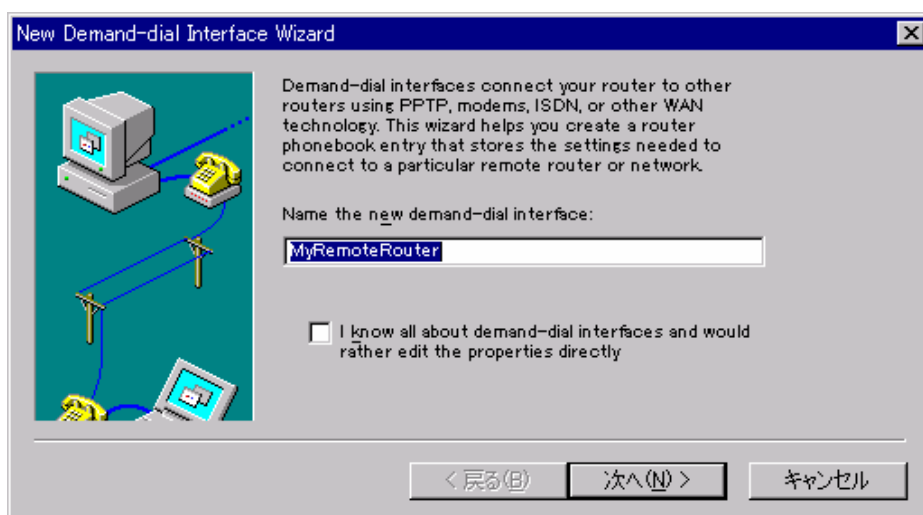 New Demand-dial Interface Wizard
Demand-dial interfaces connect your router to other
routers using PPTP, modems, ISDN, or other WAN
technology. This wizard helps you create a router
phonebook entry that stores the settings needed to
connect to a particular remote router or network.
Name the new demand-dial interface:
MyRemoteRouter
I know all about demand-dial interfaces and would
rather edit the properties directly
< 戻る(B)
次へ(N) >
キャンセル